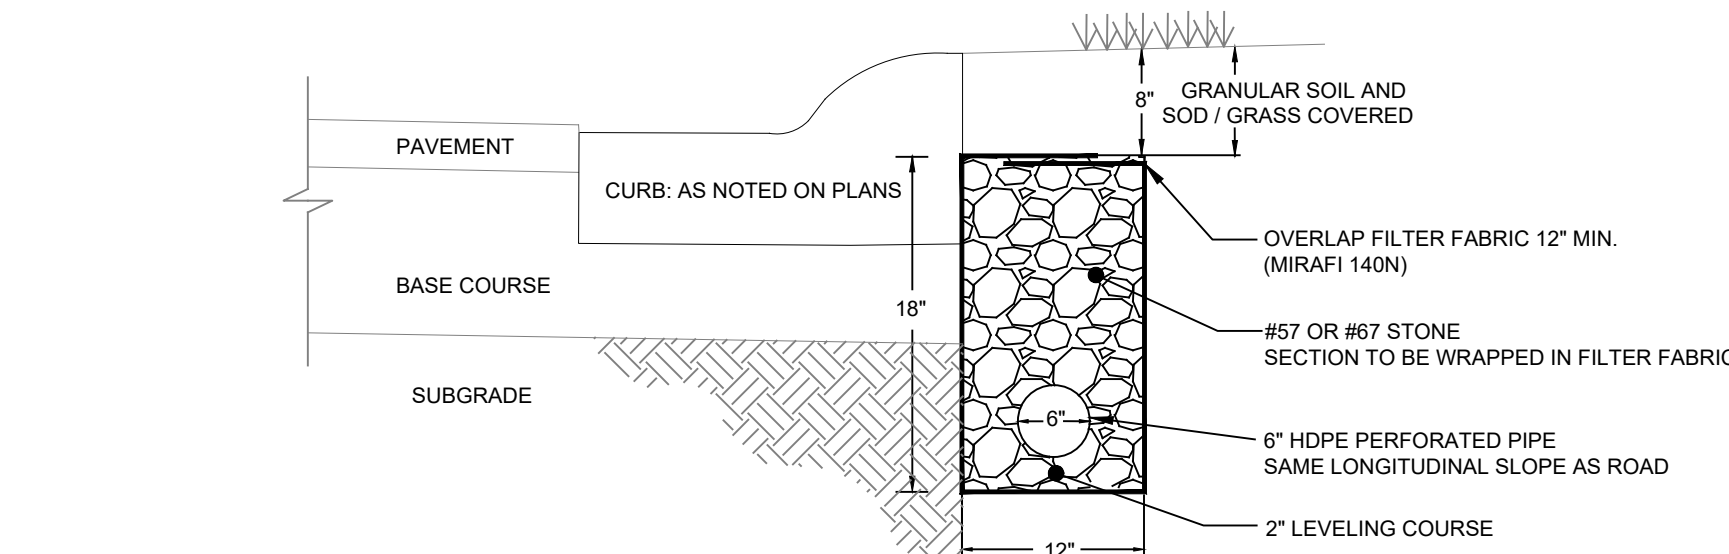 8"
GRANULAR SOIL AND
SOD / GRASS COVERED
PAVEMENT
CURB: AS NOTED ON PLANS
OVERLAP FILTER FABRIC 12" MIN.
(MIRAFI 140N)
BASE COURSE
18"
#57 OR #67 STONE
SECTION TO BE WRAPPED IN FILTER FABRIC
SUBGRADE
6"
6" HDPE PERFORATED PIPE
SAME LONGITUDINAL SLOPE AS ROAD
2" LEVELING COURSE
12"